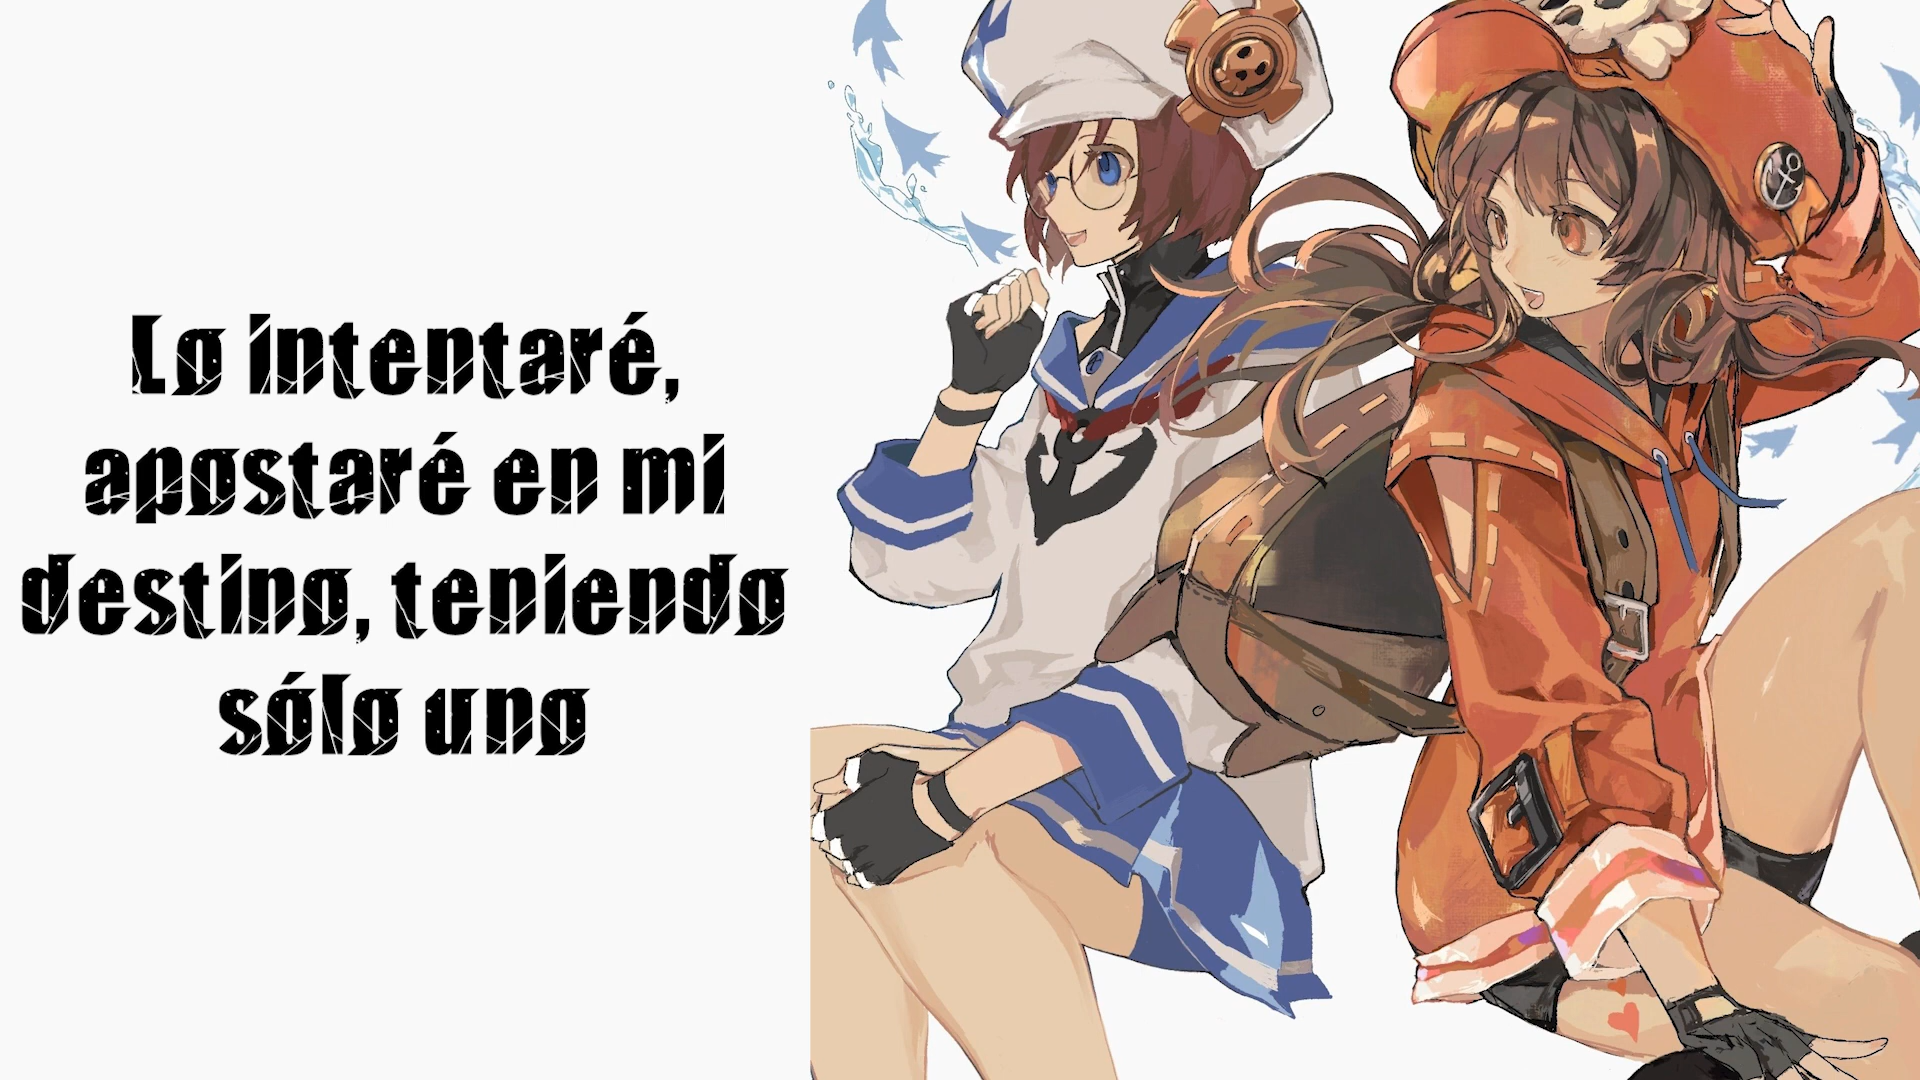 Lo intentaré,
apostaré en mi
destino, teniendo
sólo uno